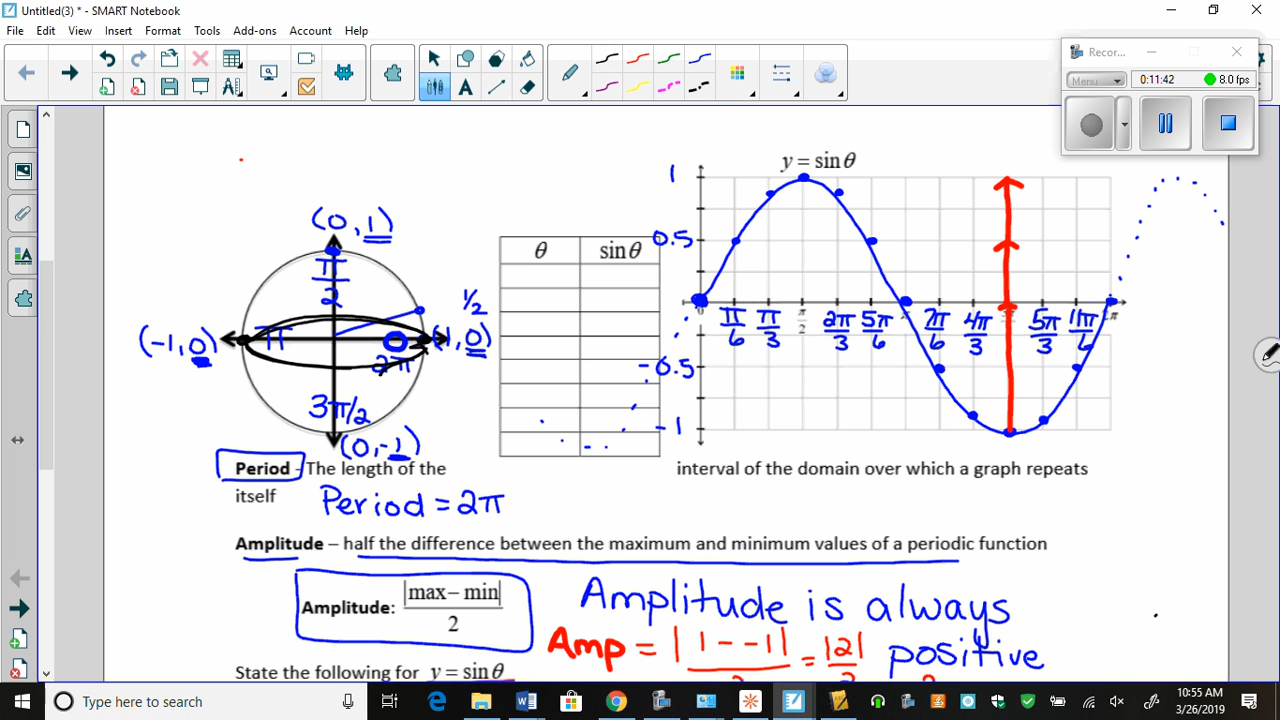 Untitled(3) * - SMART Notebook
File Edit View Insert Format Tools Add-ons Account Help
Recor...
Menu 0:11:42 8.0 fps
y = sin θ
1
0.5
-0.5
-1
π/6 π/3 π/2 2π/3 5π/6 π 7π/6 4π/3 5π/3 11π/6 2π
(0, 1)
π/2
1/2
(-1, 0) π 0 (1, 0)
2π
3π/2
(0, -1)
θ sin θ
Period - The length of the interval of the domain over which a graph repeats
itself
Period = 2π
Amplitude – half the difference between the maximum and minimum values of a periodic function
Amplitude: |max – min| / 2
Amplitude is always
positive
Amp = |1 - -1| = |2|
State the following for y = sin θ
Type here to search
10:55 AM
3/26/2019